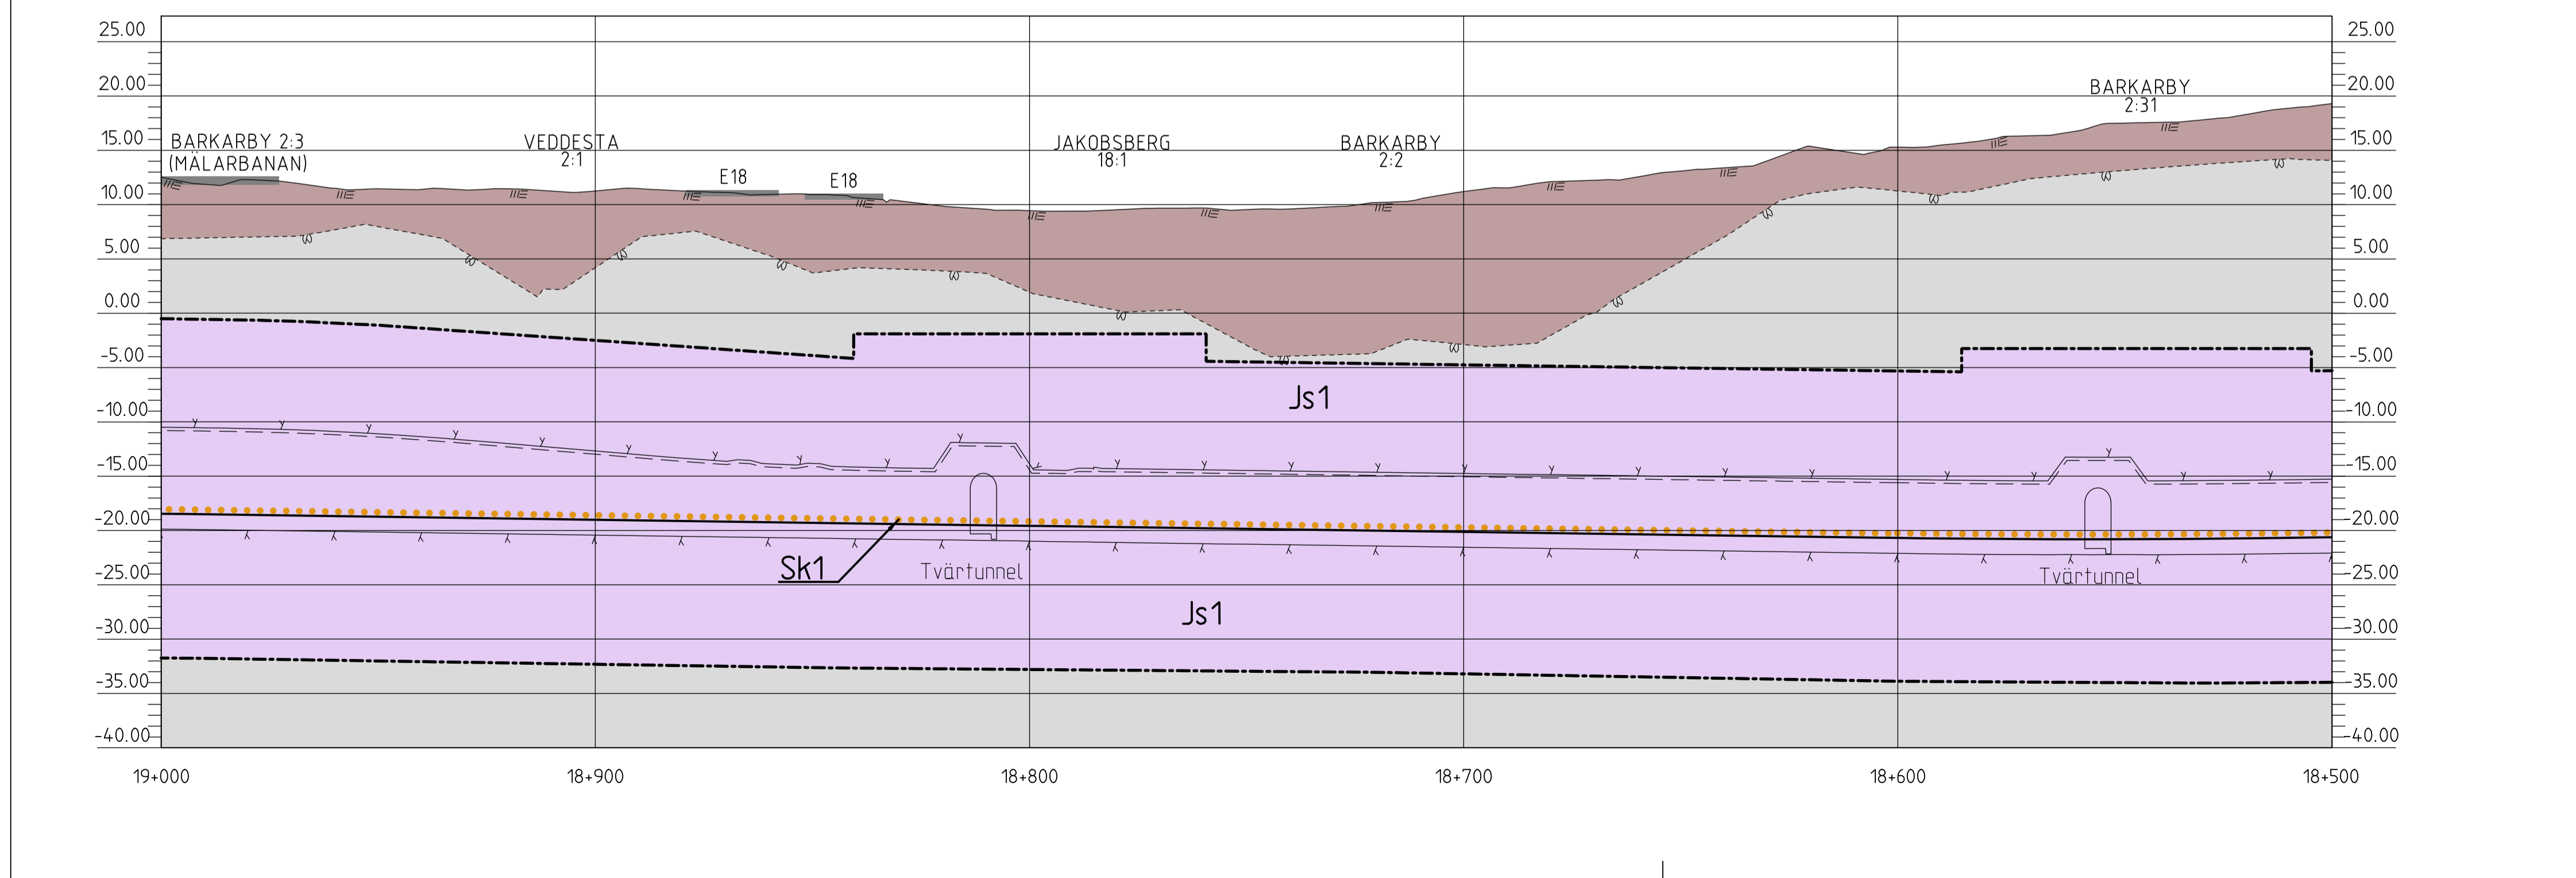 25.00 25.00
20.00 BARKARBY 20.00
2:31
15.00 BARKARBY 2:3 VEDDESTA JAKOBSBERG BARKARBY 15.00
(MÄLARBANAN) 2:1 18:1 2:2
E18 E18
10.00 10.00
5.00 5.00
0.00 0.00
-5.00 -5.00
Js1
-10.00 -10.00
-15.00 -15.00
-20.00 -20.00
Sk1 Tvärtunnel Tvärtunnel
-25.00 -25.00
Js1
-30.00 -30.00
-35.00 -35.00
-40.00 -40.00
19+000 18+900 18+800 18+700 18+600 18+500